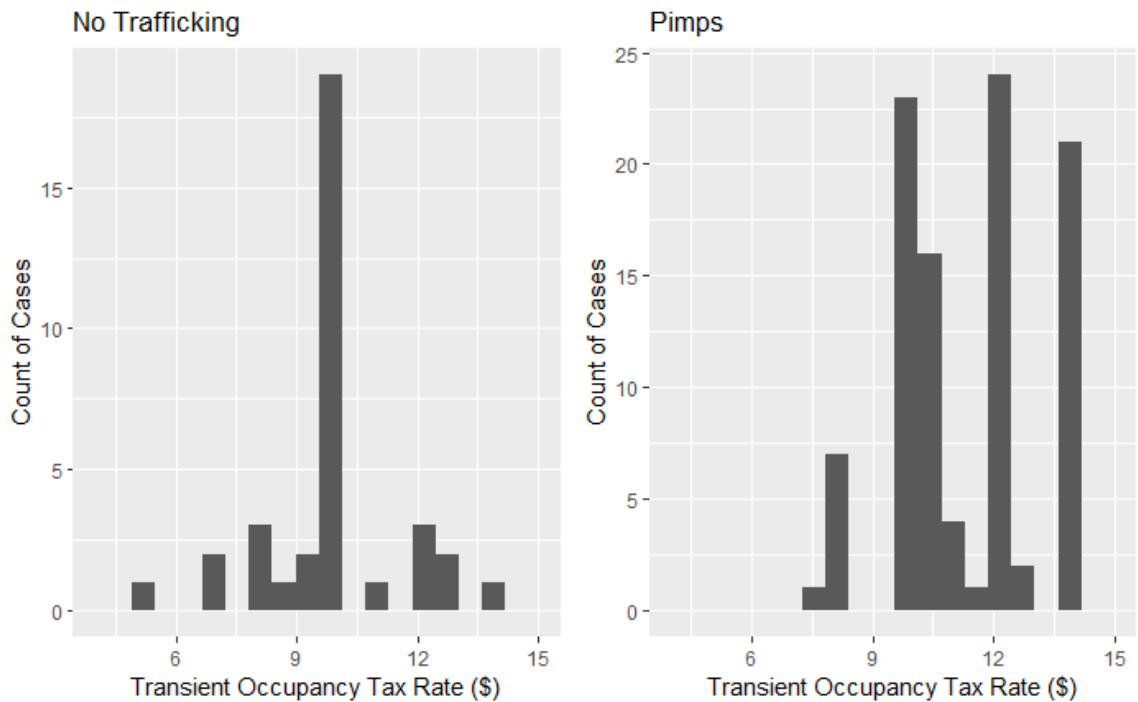 No Trafficking
15
10
5
0
Count of Cases
6 9 12 15
Transient Occupancy Tax Rate ($)
Pimps
25
20
15
10
5
0
Count of Cases
6 9 12 15
Transient Occupancy Tax Rate ($)